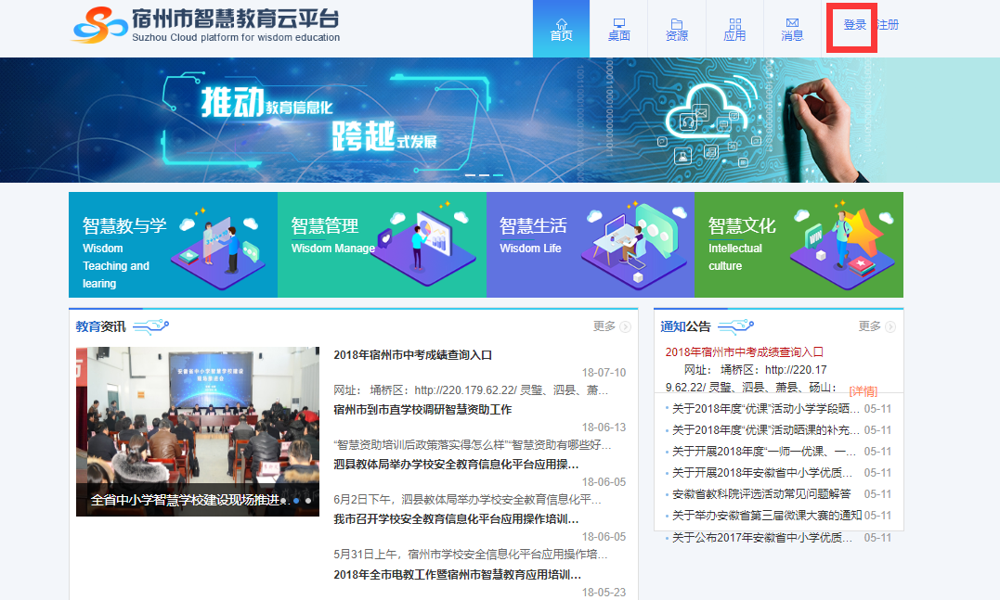 宿州市智慧教育云平台
Suzhou Cloud platform for wisdom education
首页
桌面
资源
应用
消息
登录
注册
推动教育信息化
跨越式发展
智慧教与学
Wisdom
Teaching and
learing
智慧管理
Wisdom Manage
智慧生活
Wisdom Life
智慧文化
Intellectual
culture
WIN
教育资讯
更多
安徽省中小学智慧学校建设
现场推进会
全省中小学智慧学校建设现场推进...
2018年宿州市中考成绩查询入口
18-07-10
网址： 埇桥区：http://220.179.62.22/ 灵璧、泗县、萧...
宿州市到市直学校调研智慧资助工作
18-06-13
“智慧资助培训后政策落实得怎么样”“智慧资助有哪些好...
泗县教体局举办学校安全教育信息化平台应用操...
18-06-05
6月2日下午，泗县教体局举办学校安全教育信息化平...
我市召开学校安全教育信息化平台应用操作培训...
18-06-05
5月31日上午，宿州市学校安全信息化平台应用操作培...
2018年全市电教工作暨宿州市智慧教育应用培训...
18-05-23
通知公告
更多
2018年宿州市中考成绩查询入口
网址： 埇桥区：http://220.17
9.62.22/ 灵璧、泗县、萧县、砀山：
[详情]
关于2018年度“优课”活动小学学段晒... 05-11
关于2018年度“优课”活动晒课的补充... 05-11
关于开展2018年度“一师一优课、一... 05-11
关于开展2018年安徽省中小学优质... 05-11
安徽省教科院评选活动常见问题解答 05-11
关于举办安徽省第三届微课大赛的通知 05-11
关于公布2017年安徽省中小学优质... 05-11